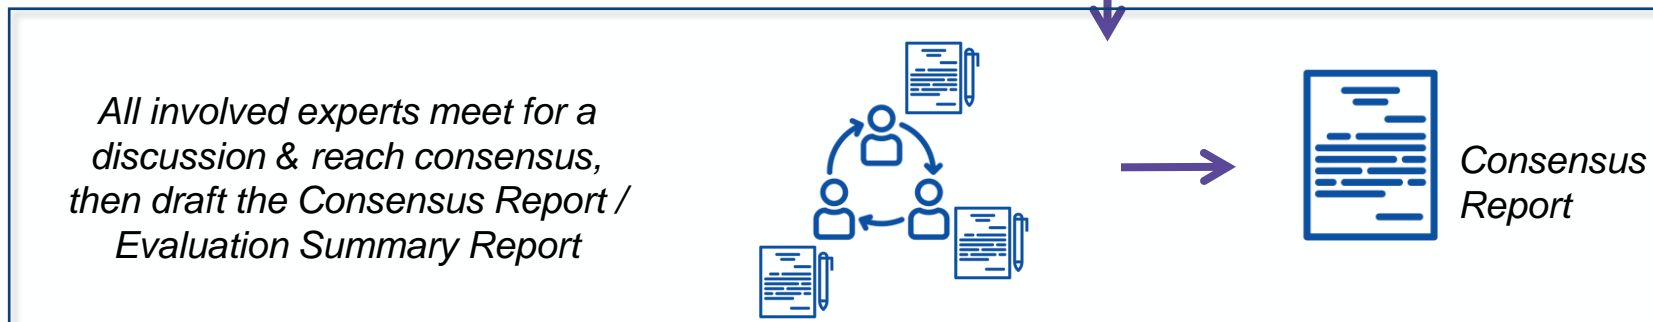 All involved experts meet for a
discussion & reach consensus,
then draft the Consensus Report /
Evaluation Summary Report
Consensus
Report